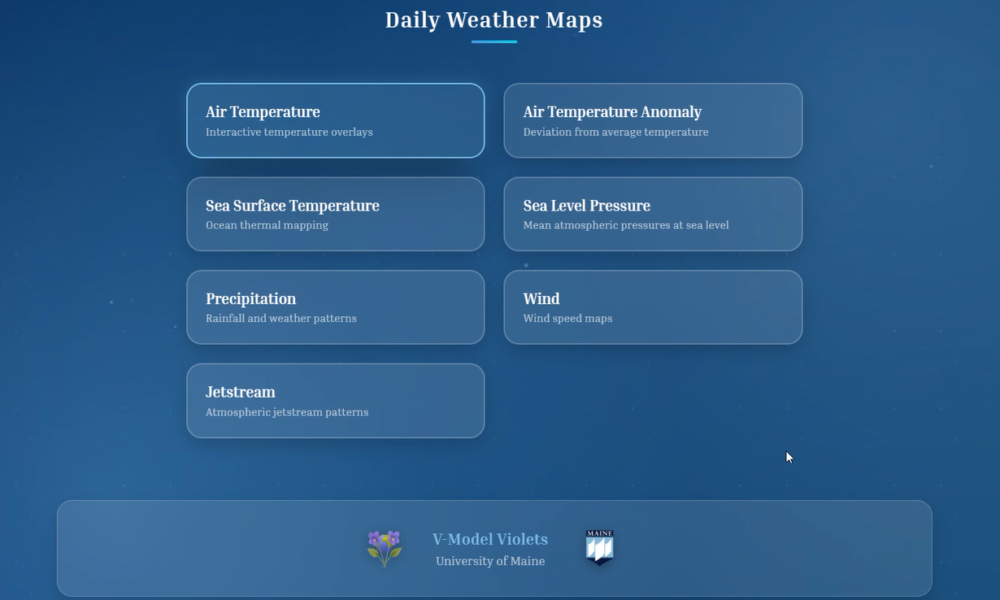 Daily Weather Maps
Air Temperature
Interactive temperature overlays
Air Temperature Anomaly
Deviation from average temperature
Sea Surface Temperature
Ocean thermal mapping
Sea Level Pressure
Mean atmospheric pressures at sea level
Precipitation
Rainfall and weather patterns
Wind
Wind speed maps
Jetstream
Atmospheric jetstream patterns
V-Model Violets
University of Maine
MAINE